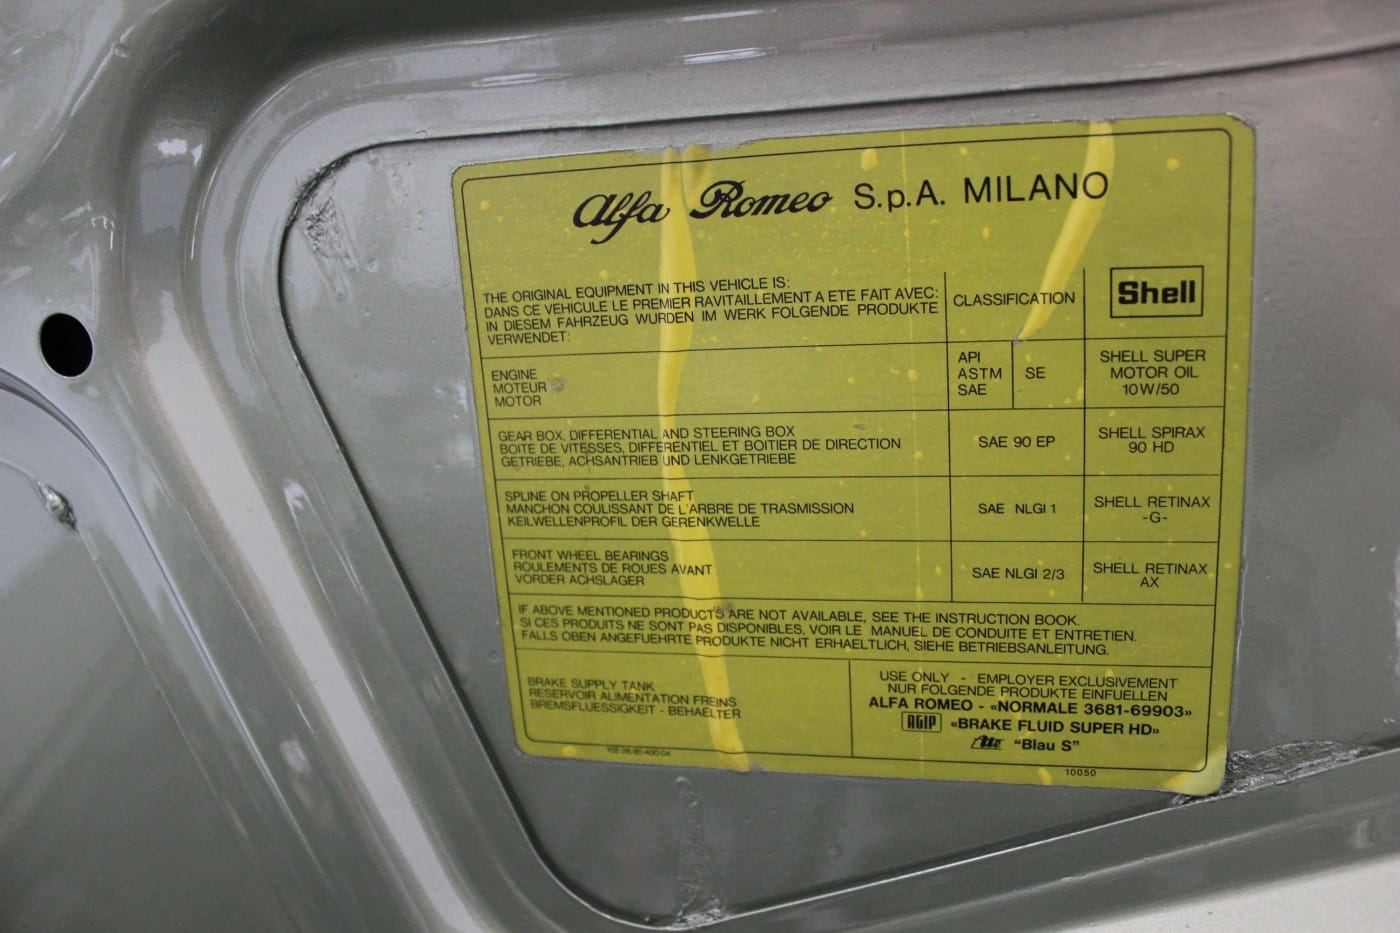 Alfa Romeo S.p.A. MILANO
THE ORIGINAL EQUIPMENT IN THIS VEHICLE IS:
DANS CE VEHICULE LE PREMIER RAVITAILLEMENT A ETE FAIT AVEC:
IN DIESEM FAHRZEUG WURDEN IM WERK FOLGENDE PRODUKTE
VERWENDET:
CLASSIFICATION
Shell
ENGINE
MOTEUR
MOTOR
API
ASTM
SAE
SE
SHELL SUPER
MOTOR OIL
10W/50
GEAR BOX, DIFFERENTIAL AND STEERING BOX
BOITE DE VITESSES, DIFFERENTIEL ET BOITIER DE DIRECTION
GETRIEBE, ACHSANTRIEB UND LENKGETRIEBE
SAE 90 EP
SHELL SPIRAX
90 HD
SPLINE ON PROPELLER SHAFT
MANCHON COULISSANT DE L'ARBRE DE TRASMISSION
KEILWELLENPROFIL DER GERENKWELLE
SAE NLGI 1
SHELL RETINAX
-G-
FRONT WHEEL BEARINGS
ROULEMENTS DE ROUES AVANT
VORDER ACHSLAGER
SAE NLGI 2/3
SHELL RETINAX
AX
IF ABOVE MENTIONED PRODUCTS ARE NOT AVAILABLE, SEE THE INSTRUCTION BOOK.
SI CES PRODUITS NE SONT PAS DISPONIBLES, VOIR LE MANUEL DE CONDUITE ET ENTRETIEN.
FALLS OBEN ANGEFUEHRTE PRODUKTE NICHT ERHAELTLICH, SIEHE BETRIEBSANLEITUNG.
BRAKE SUPPLY TANK
RESERVOIR ALIMENTATION FREINS
BREMSFLUESSIGKEIT - BEHAELTER
USE ONLY - EMPLOYER EXCLUSIVEMENT
NUR FOLGENDE PRODUKTE EINFUELLEN
ALFA ROMEO - «NORMALE 3681-69903»
AGIP «BRAKE FLUID SUPER HD»
Ate "Blau S"
10050